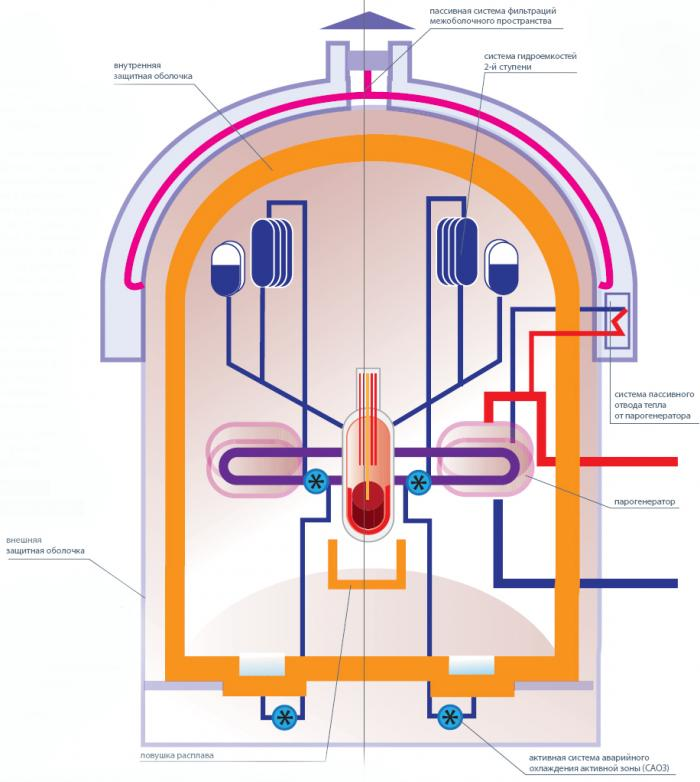 пассивная система фильтраций
межоболочного пространства
система гидроемкостей
2-й ступени
внутренняя
защитная оболочка
система пассивного
отвода тепла
от парогенератора
парогенератор
внешняя
защитная оболочка
ловушка расплава
активная система аварийного
охлаждения активной зоны (САОЗ)